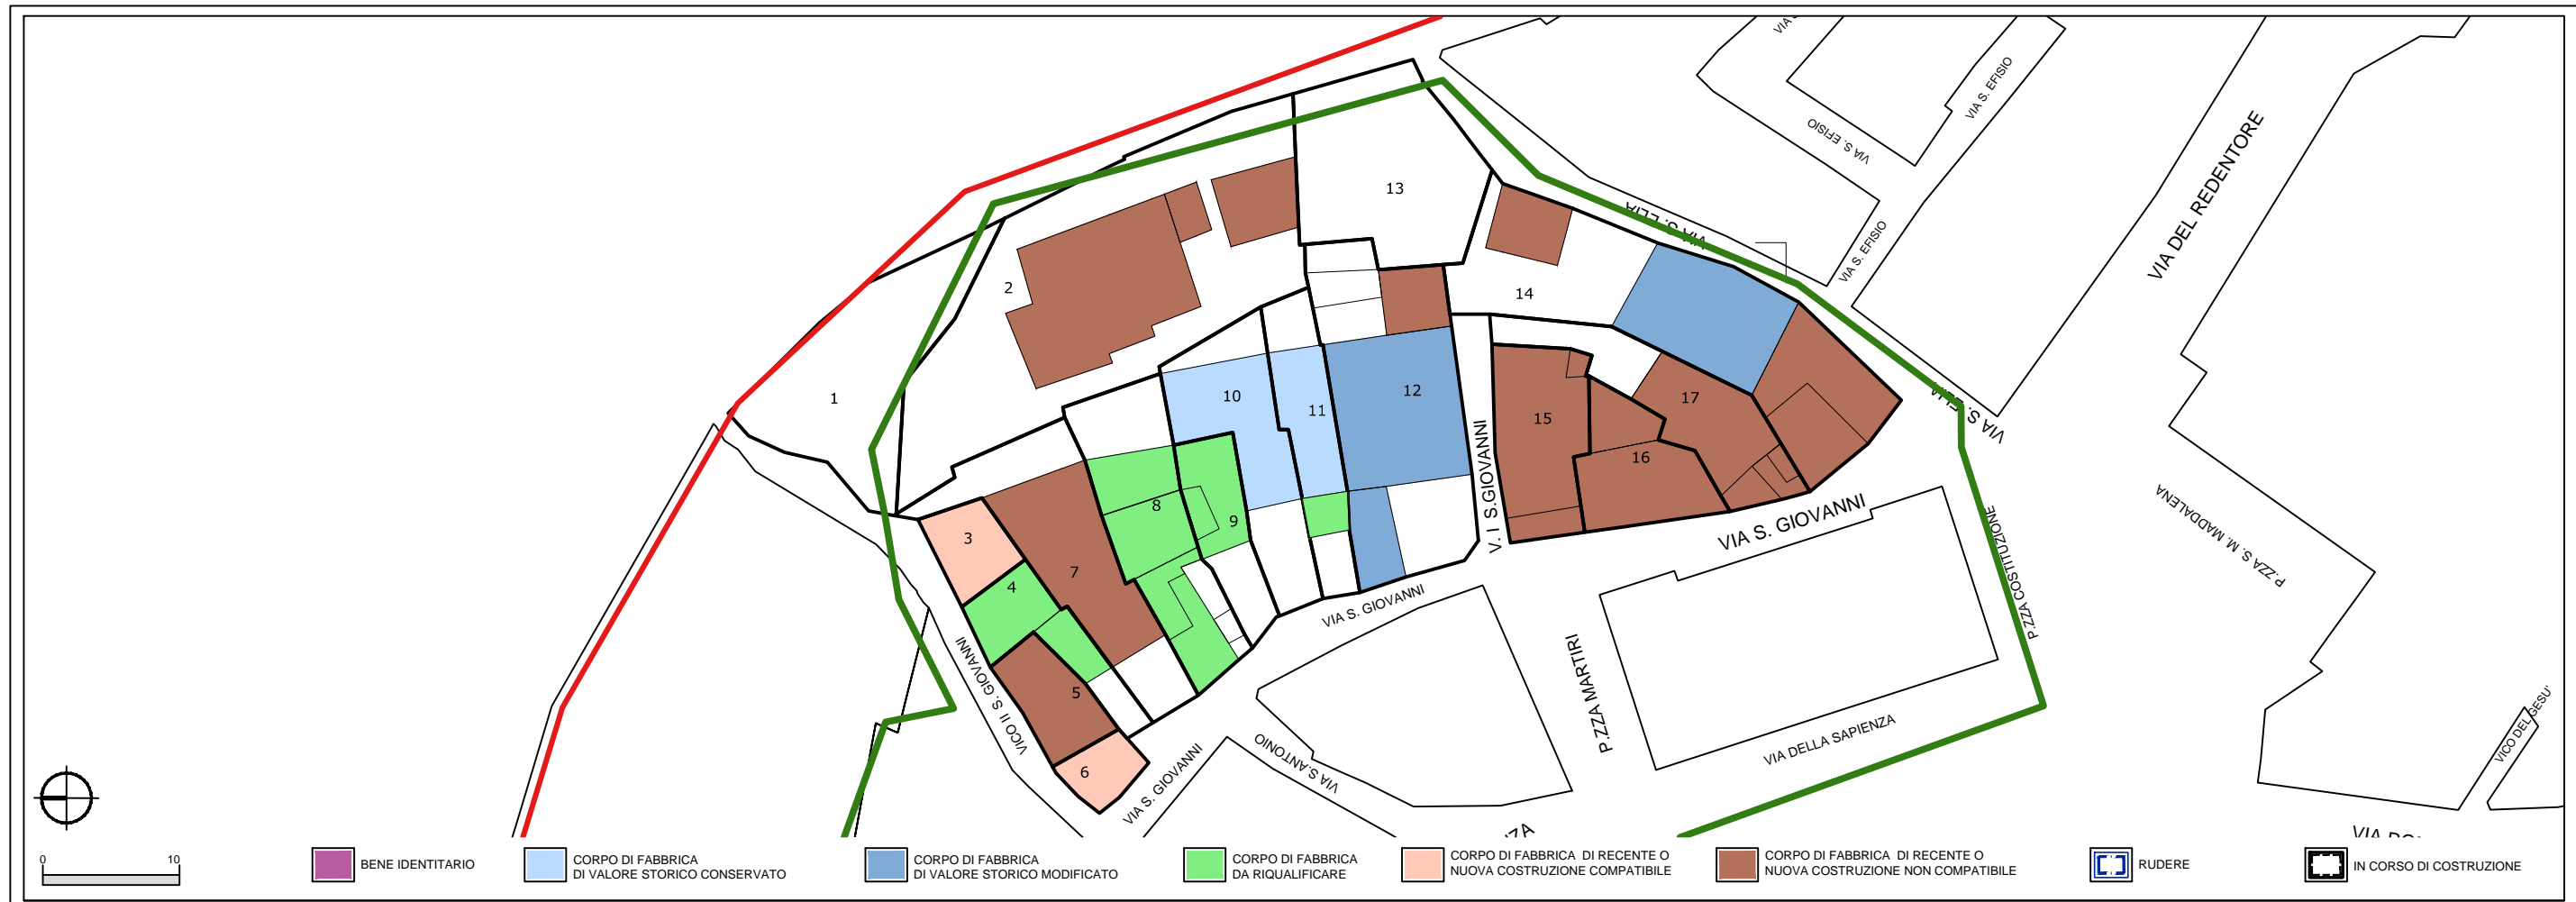 VIA S. EFISIO
VIA S. EFISIO
VIA S. EFISIO
VIA DEL REDENTORE
VIA S. ELIA
VIA S. ELIA
P.ZZA S. M. MADDALENA
P.ZZA COSTITUZIONE
VICO DEL GESU'
V. I S.GIOVANNI
VIA S. GIOVANNI
VIA S. GIOVANNI
VIA S. GIOVANNI
VICO II S. GIOVANNI
VIA S.ANTONIO
P.ZZA MARTIRI
VIA DELLA SAPIENZA
1
2
3
4
5
6
7
8
9
10
11
12
13
14
15
16
17
0 10
BENE IDENTITARIO
CORPO DI FABBRICA
DI VALORE STORICO CONSERVATO
CORPO DI FABBRICA
DI VALORE STORICO MODIFICATO
CORPO DI FABBRICA
DA RIQUALIFICARE
CORPO DI FABBRICA DI RECENTE O
NUOVA COSTRUZIONE COMPATIBILE
CORPO DI FABBRICA DI RECENTE O
NUOVA COSTRUZIONE NON COMPATIBILE
RUDERE
IN CORSO DI COSTRUZIONE